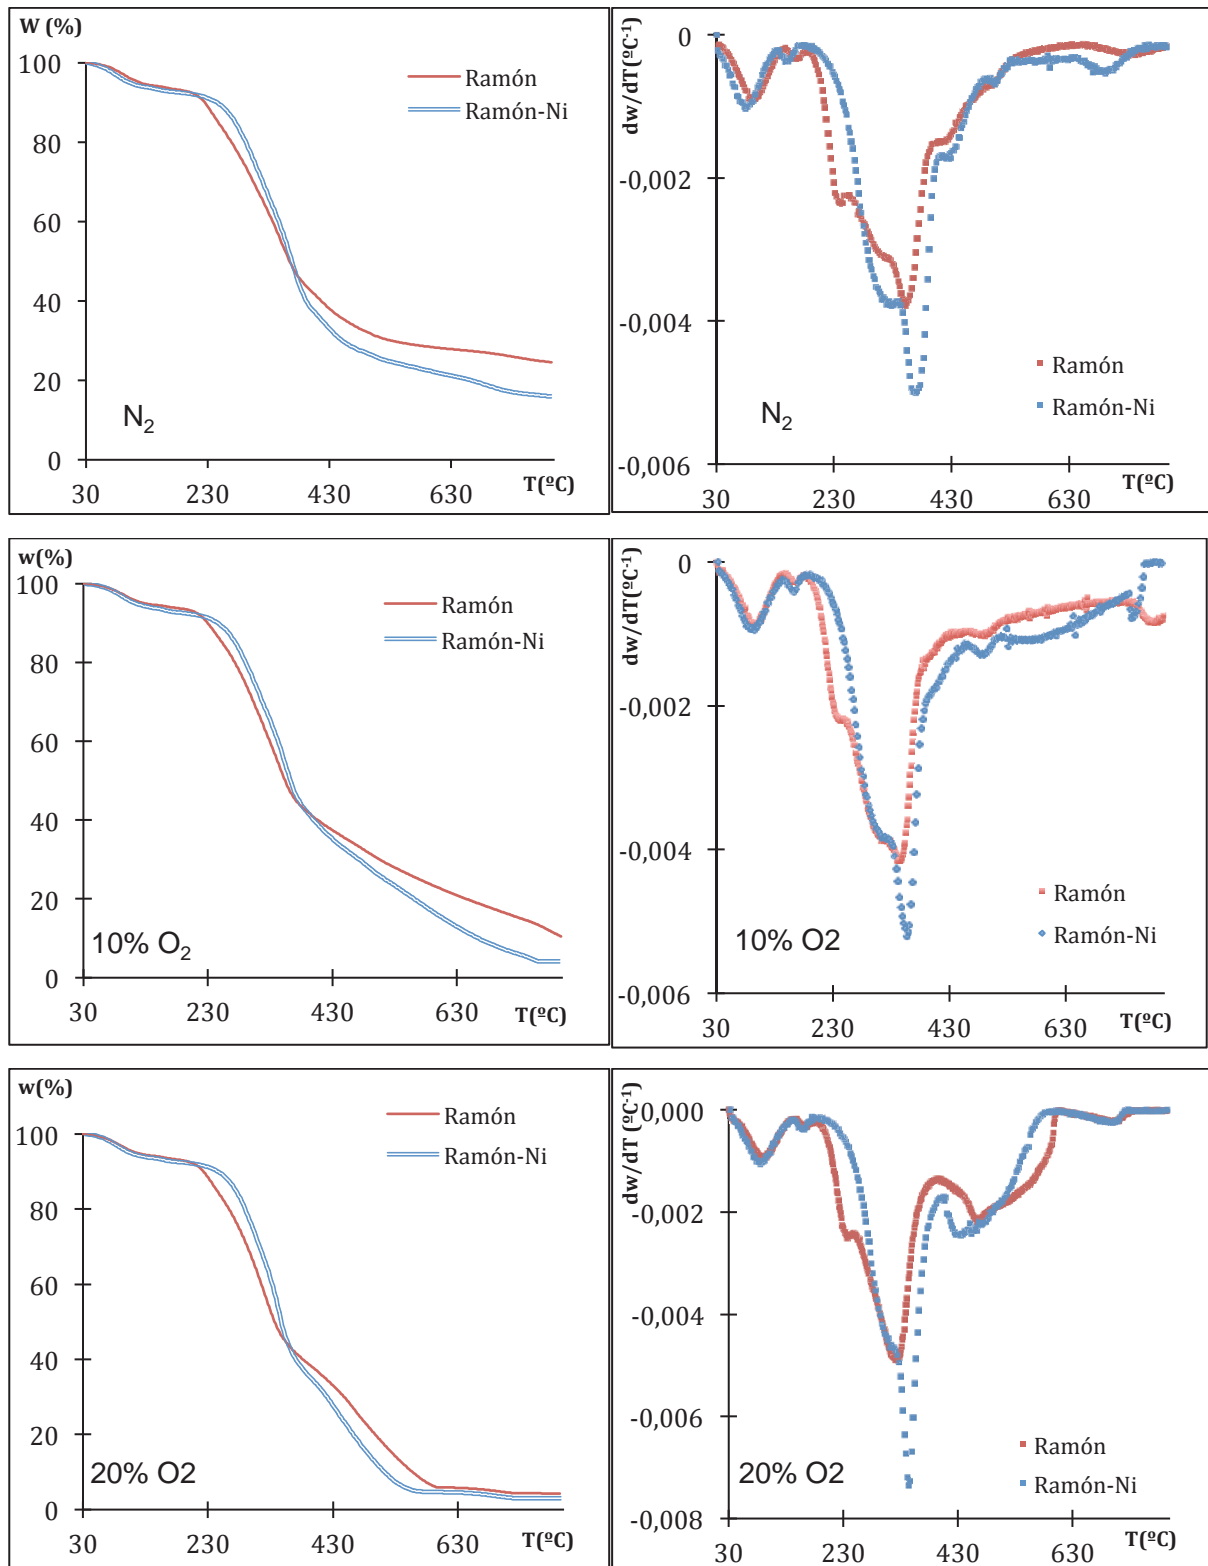 W (%)
100
80
60
40
20
0
30
230
430
630
T(ºC)
Ramón
Ramón-Ni
N2
dw/dT(ºC-1)
0
-0,002
-0,004
-0,006
30
230
430
630
T(ºC)
Ramón
Ramón-Ni
N2
w(%)
100
80
60
40
20
0
30
230
430
630
T(ºC)
Ramón
Ramón-Ni
10% O2
dw/dT(ºC-1)
0
-0,002
-0,004
-0,006
30
230
430
630
T(ºC)
Ramón
Ramón-Ni
10% O2
w(%)
100
80
60
40
20
0
30
230
430
630
T(ºC)
Ramón
Ramón-Ni
20% O2
dw/dT (ºC-1)
0,000
-0,002
-0,004
-0,006
-0,008
30
230
430
630
T(ºC)
Ramón
Ramón-Ni
20% O2